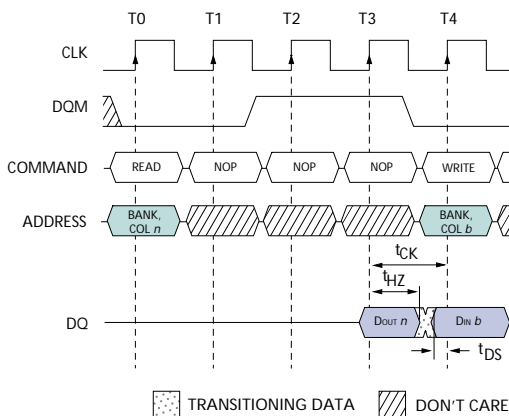 T0 T1 T2 T3 T4
CLK
DQM
COMMAND READ NOP NOP NOP WRITE
ADDRESS BANK, COL n BANK, COL b
tCK
tHZ
DQ DOUT n DIN b
tDS
TRANSITIONING DATA DON'T CARE